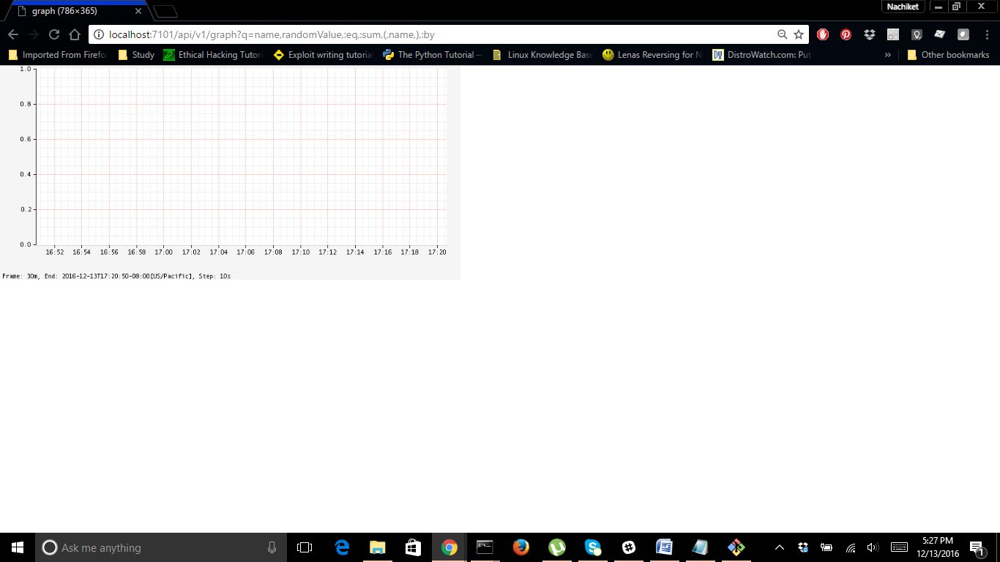 Nachiket
graph (786×365)
localhost:7101/api/v1/graph?q=name,randomValue,:eq,:sum,(,name,),:by
Imported From Firefo Study Ethical Hacking Tutori Exploit writing tutoria The Python Tutorial — Linux Knowledge Base Lenas Reversing for N DistroWatch.com: Put » Other bookmarks
1.0
0.8
0.6
0.4
0.2
0.0
16:52 16:54 16:56 16:58 17:00 17:02 17:04 17:06 17:08 17:10 17:12 17:14 17:16 17:18 17:20
Frame: 30m, End: 2016-12-13T17:20:50-08:00[US/Pacific], Step: 10s
Ask me anything
5:27 PM
12/13/2016
1